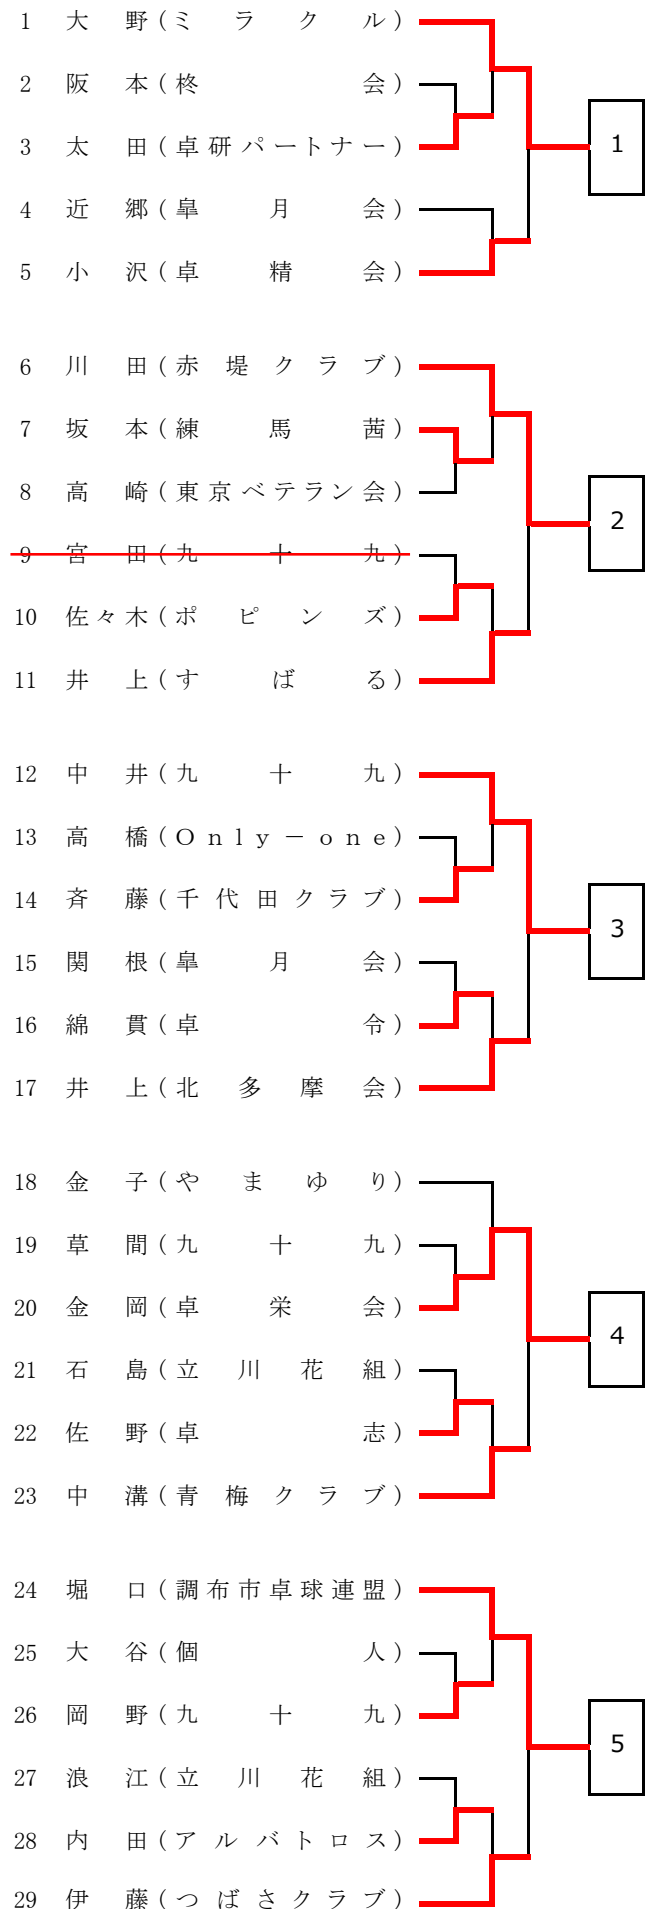 1 大野(ミラクル)
2 阪本(柊会)
3 太田(卓研パートナー)
1
4 近郷(皐月会)
5 小沢(卓精会)
6 川田(赤堤クラブ)
7 坂本(練馬茜)
8 高崎(東京ベテラン会)
2
9 宮田(九十九)
10 佐々木(ポピンズ)
11 井上(すばる)
12 中井(九十九)
13 高橋(Only-one)
14 斉藤(千代田クラブ)
3
15 関根(皐月会)
16 綿貫(卓令)
17 井上(北多摩会)
18 金子(やまゆり)
19 草間(九十九)
20 金岡(卓栄会)
4
21 石島(立川花組)
22 佐野(卓志)
23 中溝(青梅クラブ)
24 堀口(調布市卓球連盟)
25 大谷(個人)
26 岡野(九十九)
5
27 浪江(立川花組)
28 内田(アルバトロス)
29 伊藤(つばさクラブ)